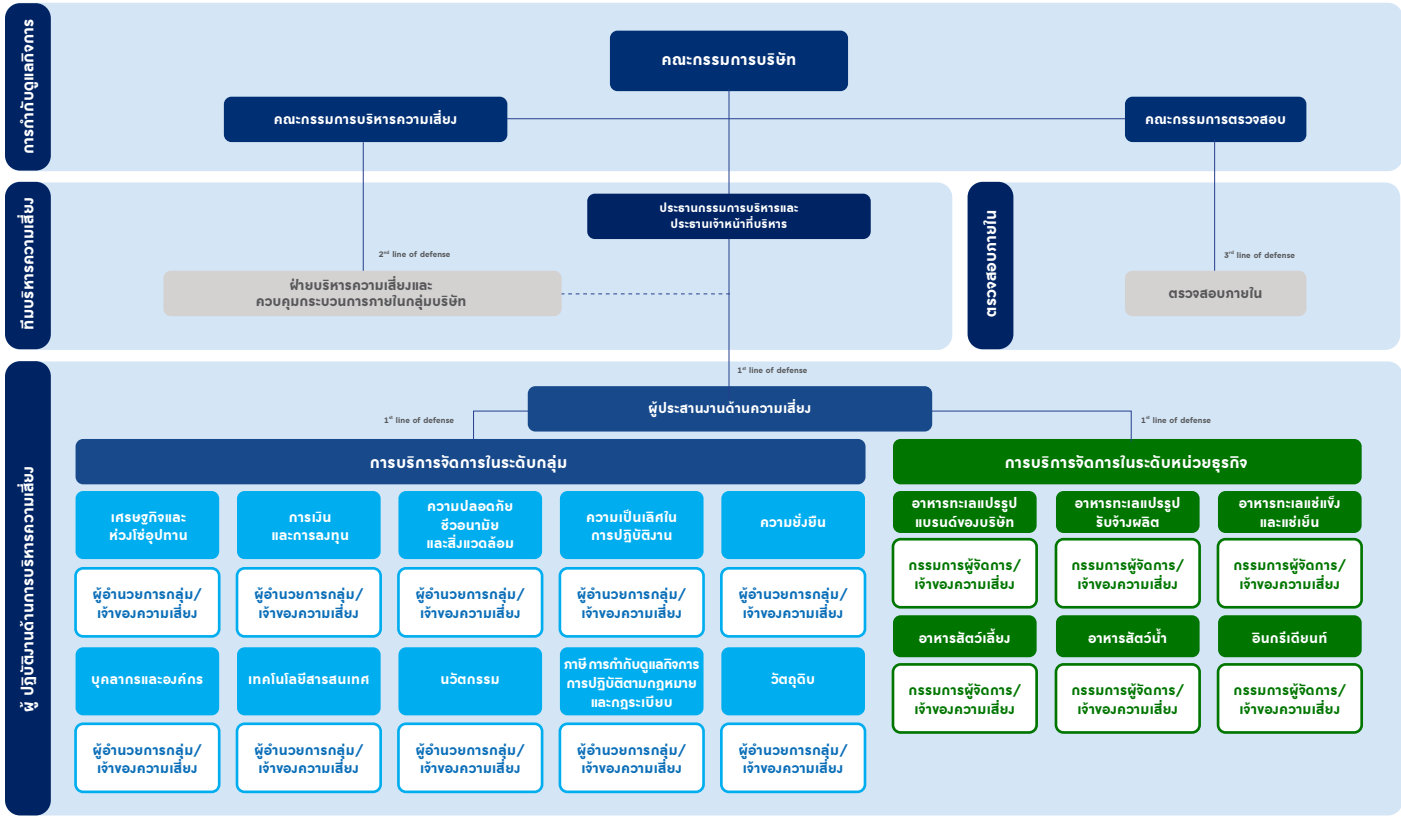 การกำกับดูแลกิจการ
คณะกรรมการบริษัท
คณะกรรมการบริหารความเสี่ยง
คณะกรรมการตรวจสอบ
ทีมบริหารความเสี่ยง
ประธานกรรมการบริหารและ
ประธานเจ้าหน้าที่บริหาร
2nd line of defense
ฝ่ายบริหารความเสี่ยงและ
ควบคุมกระบวนการภายในกลุ่มบริษัท
ตรวจสอบภายใน
3rd line of defense
ตรวจสอบภายใน
ผู้ปฏิบัติงานด้านการบริหารความเสี่ยง
1st line of defense
ผู้ประสานงานด้านความเสี่ยง
1st line of defense
1st line of defense
การบริการจัดการในระดับกลุ่ม
เศรษฐกิจและ
ห่วงโซ่อุปทาน
การเงิน
และการลงทุน
ความปลอดภัย
ชีวอนามัย
และสิ่งแวดล้อม
ความเป็นเลิศใน
การปฏิบัติงาน
ความยั่งยืน
ผู้อำนวยการกลุ่ม/
เจ้าของความเสี่ยง
ผู้อำนวยการกลุ่ม/
เจ้าของความเสี่ยง
ผู้อำนวยการกลุ่ม/
เจ้าของความเสี่ยง
ผู้อำนวยการกลุ่ม/
เจ้าของความเสี่ยง
ผู้อำนวยการกลุ่ม/
เจ้าของความเสี่ยง
บุคลากรและองค์กร
เทคโนโลยีสารสนเทศ
นวัตกรรม
ภาษี การกำกับดูแลกิจการ
การปฏิบัติตามกฎหมาย
และกฎระเบียบ
วัตถุดิบ
ผู้อำนวยการกลุ่ม/
เจ้าของความเสี่ยง
ผู้อำนวยการกลุ่ม/
เจ้าของความเสี่ยง
ผู้อำนวยการกลุ่ม/
เจ้าของความเสี่ยง
ผู้อำนวยการกลุ่ม/
เจ้าของความเสี่ยง
ผู้อำนวยการกลุ่ม/
เจ้าของความเสี่ยง
การบริการจัดการในระดับหน่วยธุรกิจ
อาหารทะเลแปรรูป
แบรนด์ของบริษัท
อาหารทะเลแปรรูป
รับจ้างผลิต
อาหารทะเลแช่แข็ง
และแช่เย็น
กรรมการผู้จัดการ/
เจ้าของความเสี่ยง
กรรมการผู้จัดการ/
เจ้าของความเสี่ยง
กรรมการผู้จัดการ/
เจ้าของความเสี่ยง
อาหารสัตว์เลี้ยง
อาหารสัตว์น้ำ
อินกรีเดียนท์
กรรมการผู้จัดการ/
เจ้าของความเสี่ยง
กรรมการผู้จัดการ/
เจ้าของความเสี่ยง
กรรมการผู้จัดการ/
เจ้าของความเสี่ยง